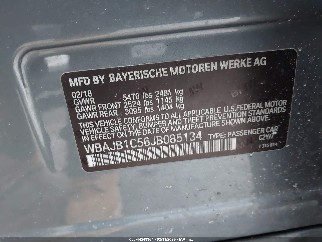 MFD BY BAYERISCHE MOTOREN WERKE AG
02/18
GVWR 5470 lbs 2481 kg
GAWR FRONT 2524 lbs 1145 kg
GAWR REAR 3095 lbs 1404 kg
THIS VEHICLE CONFORMS TO ALL APPLICABLE U.S. FEDERAL MOTOR
VEHICLE SAFETY, BUMPER, AND THEFT PREVENTION STANDARDS
IN EFFECT ON THE DATE OF MANUFACTURE SHOWN ABOVE.
WBAJB1C56JB085134 TYPE: PASSENGER CAR